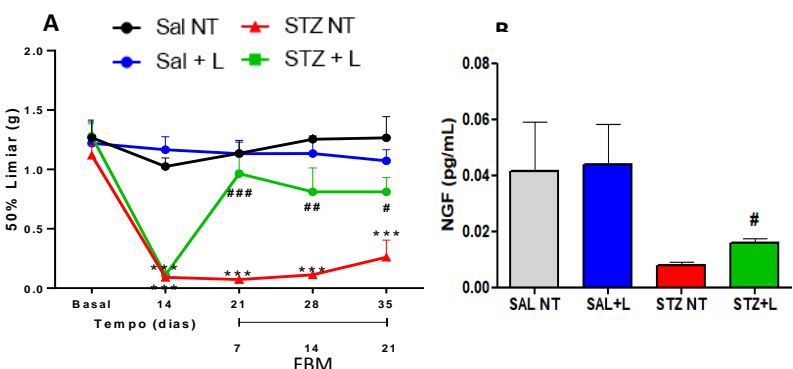 A
Sal NT
STZ NT
Sal + L
STZ + L
50% Limiar (g)
2.0
1.5
1.0
0.5
0.0
###
##
#
***
***
***
***
***
Basal
14
21
28
35
Tempo (dias)
7
14
21
FBM
B
NGF (pg/mL)
0.08
0.06
0.04
0.02
0.00
#
SAL NT
SAL+L
STZ NT
STZ+L